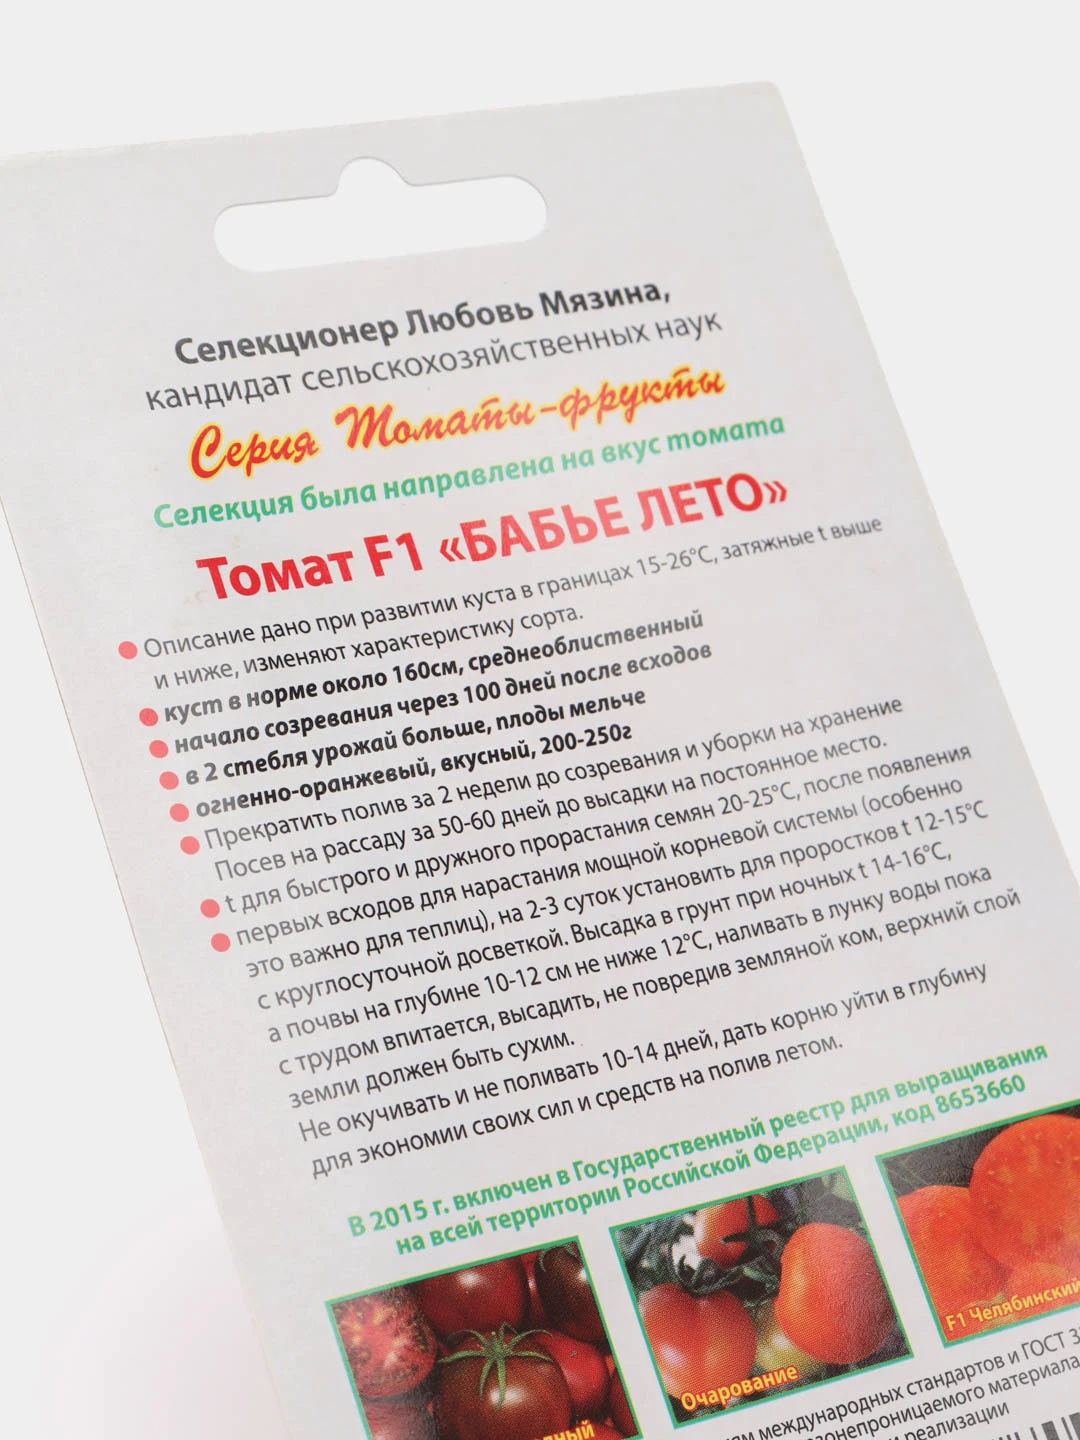 Селекционер Любовь Мязина,
кандидат сельскохозяйственных наук
Серия Томаты-фрукты
Селекция была направлена на вкус томата
Томат F1 «БАБЬЕ ЛЕТО»
Описание дано при развитии куста в границах 15-26°С, затяжные t выше
и ниже, изменяют характеристику сорта.
куст в норме около 160см, среднеоблиственный
начало созревания через 100 дней после всходов
в 2 стебля урожай больше, плоды мельче
огненно-оранжевый, вкусный, 200-250г
Прекратить полив за 2 недели до созревания и уборки на хранение
Посев на рассаду за 50-60 дней до высадки на постоянное место.
t для быстрого и дружного прорастания семян 20-25°С, после появления
первых всходов для нарастания мощной корневой системы (особенно
это важно для теплиц), на 2-3 суток установить для проростков t 12-15°С
с круглосуточной досветкой. Высадка в грунт при ночных t 14-16°С,
а почвы на глубине 10-12 см не ниже 12°С, наливать в лунку воды пока
с трудом впитается, высадить, не повредив земляной ком, верхний слой
земли должен быть сухим.
Не окучивать и не поливать 10-14 дней, дать корню уйти в глубину
для экономии своих сил и средств на полив летом.
В 2015 г. включен в Государственный реестр для выращивания
на всей территории Российской Федерации, код 8653660
Очарование
F1 Челябинский
международных стандартов и ГОСТ
материала
реализации